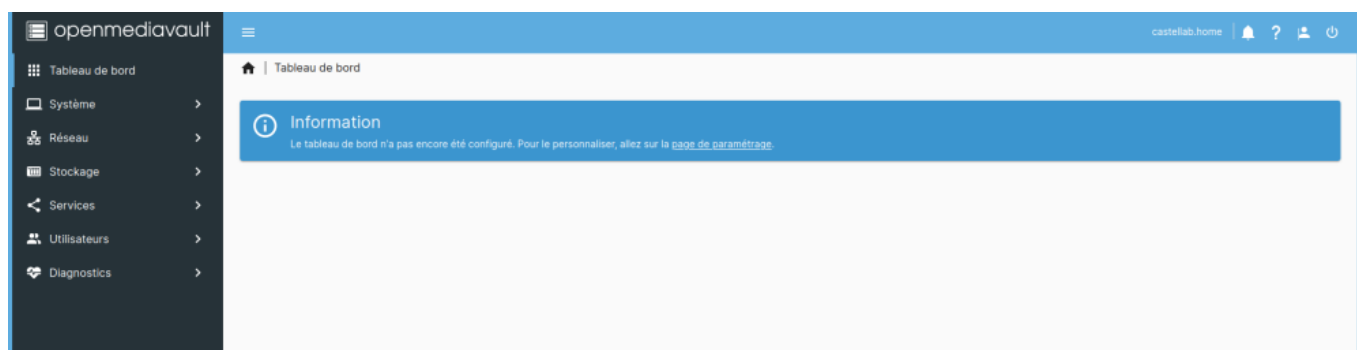 openmediavault
castellab.home
Tableau de bord
Tableau de bord
Système
Réseau
Stockage
Services
Utilisateurs
Diagnostics
Information
Le tableau de bord n'a pas encore été configuré. Pour le personnaliser, allez sur la page de paramétrage.